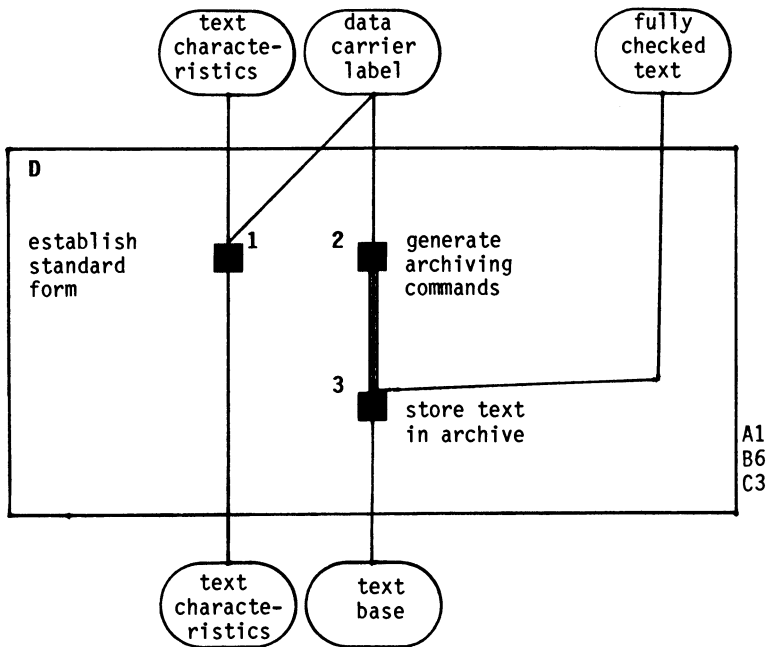 text
characte-
ristics
data
carrier
label
fully
checked
text
D
establish
standard
form
1
2
generate
archiving
commands
3
store text
in archive
A1
B6
C3
text
characte-
ristics
text
base